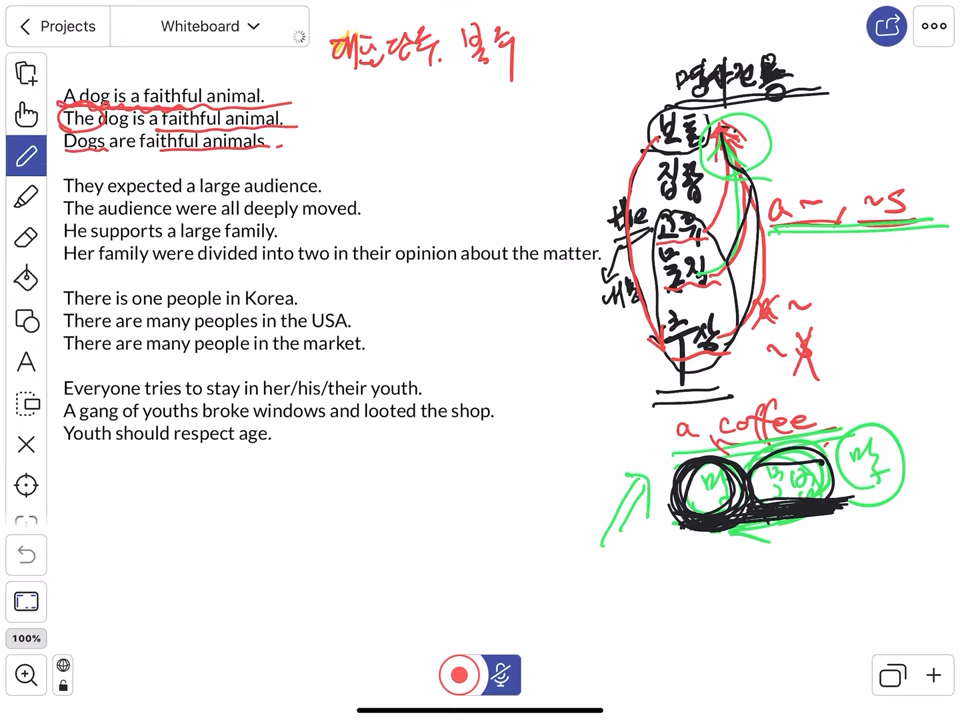 Projects
Whiteboard
대표단수. 복수
A dog is a faithful animal.
The dog is a faithful animal.
Dogs are faithful animals.
They expected a large audience.
The audience were all deeply moved.
He supports a large family.
Her family were divided into two in their opinion about the matter.
There is one people in Korea.
There are many peoples in the USA.
There are many people in the market.
Everyone tries to stay in her/his/their youth.
A gang of youths broke windows and looted the shop.
Youth should respect age.
명사전용
보통
집합
고유
물질
추상
a ~, ~s
a ~
~ s
a coffee
100%